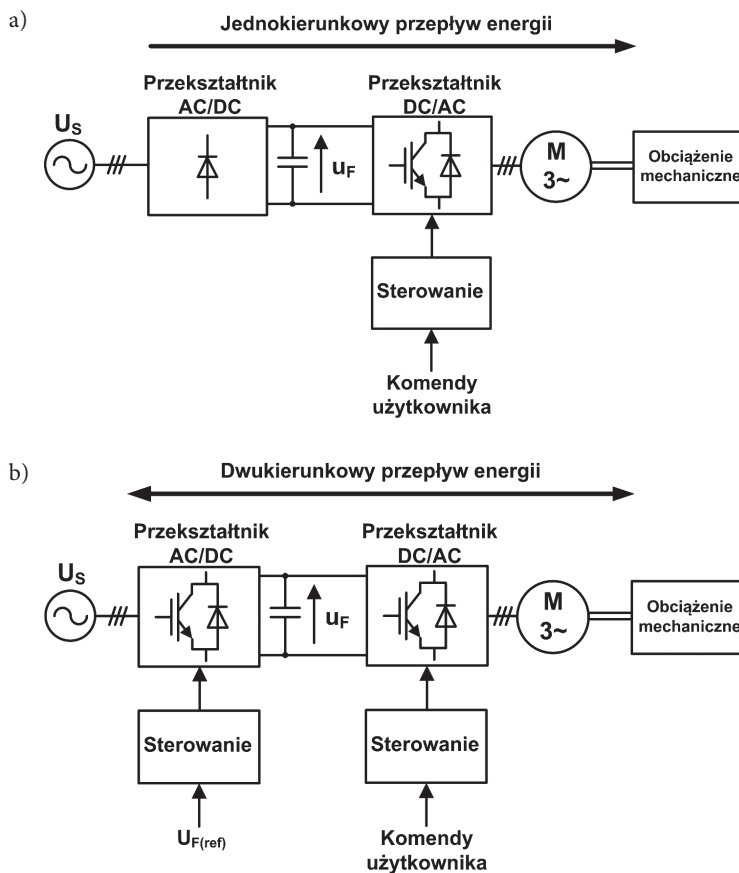 a)
Jednokierunkowy przepływ energii
Przekształtnik
AC/DC
Przekształtnik
DC/AC
US
uF
M
3~
Obciążenie
mechaniczne
Sterowanie
Komendy
użytkownika
b)
Dwukierunkowy przepływ energii
Przekształtnik
AC/DC
Przekształtnik
DC/AC
US
uF
M
3~
Obciążenie
mechaniczne
Sterowanie
Sterowanie
UF(ref)
Komendy
użytkownika